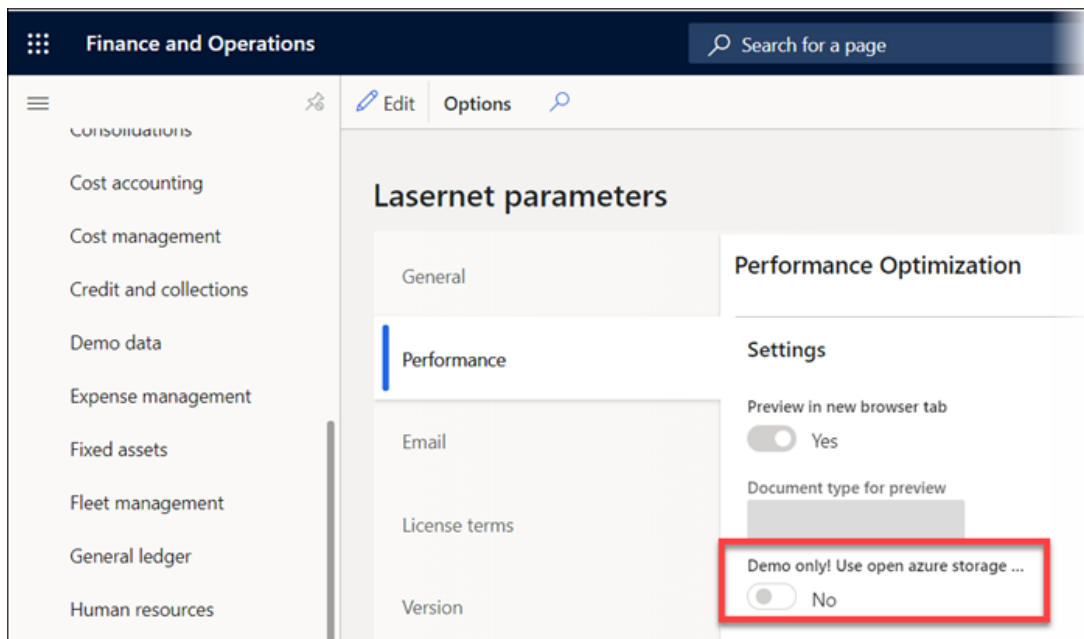 Finance and Operations
Search for a page
Edit
Options
Consolidations
Cost accounting
Cost management
Credit and collections
Demo data
Expense management
Fixed assets
Fleet management
General ledger
Human resources
Lasernet parameters
General
Performance
Email
License terms
Version
Performance Optimization
Settings
Preview in new browser tab
Yes
Document type for preview
Demo only! Use open azure storage ...
No